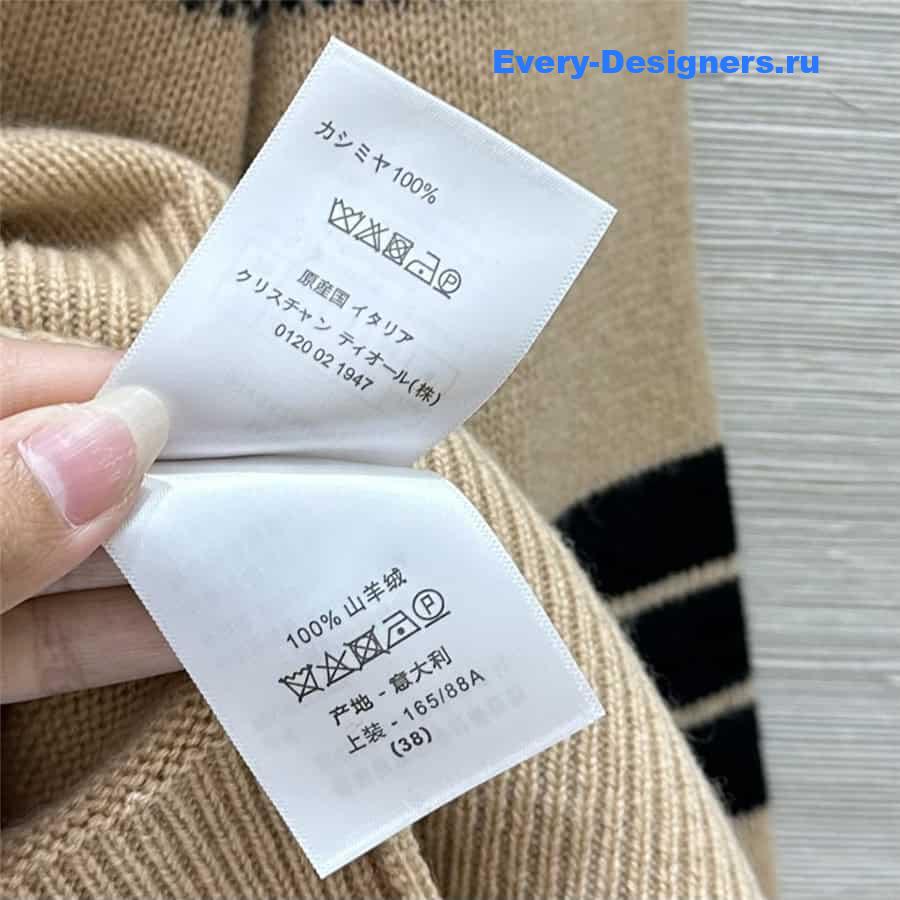 Every-Designers.ru
カシミヤ100%
P
原産国 イタリア
クリスチャン ディオール(株)
0120 02 1947
100% 山羊绒
P
产地 - 意大利
上装 - 165/88A
(38)